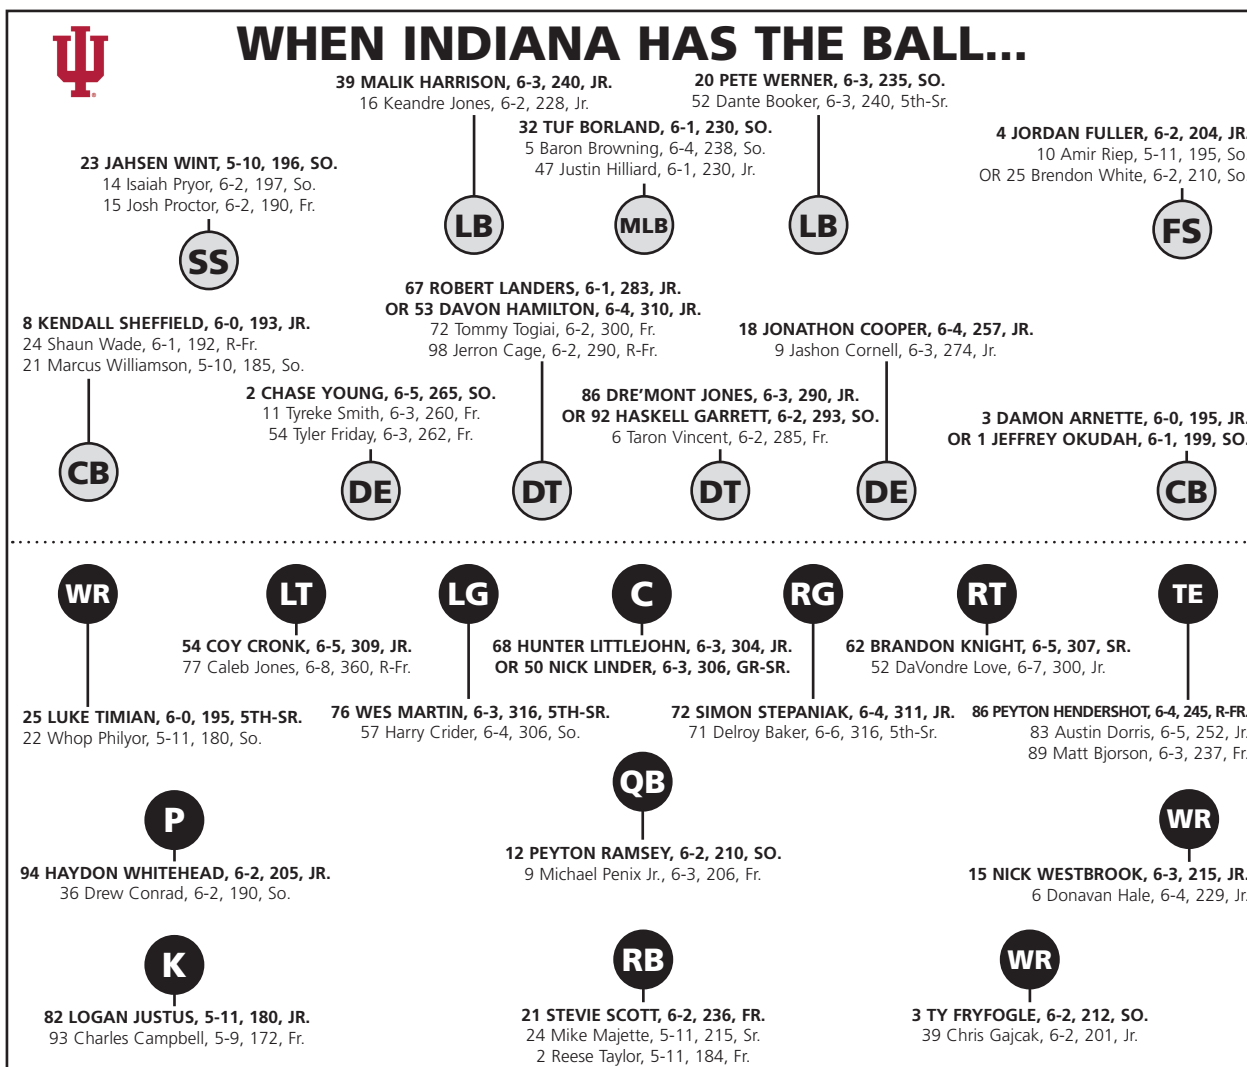 WHEN INDIANA HAS THE BALL...
39 MALIK HARRISON, 6-3, 240, JR.
16 Keandre Jones, 6-2, 228, Jr.
20 PETE WERNER, 6-3, 235, SO.
52 Dante Booker, 6-3, 240, 5th-Sr.
32 TUF BORLAND, 6-1, 230, SO.
5 Baron Browning, 6-4, 238, So.
47 Justin Hilliard, 6-1, 230, Jr.
4 JORDAN FULLER, 6-2, 204, JR.
10 Amir Riep, 5-11, 195, So
OR 25 Brendon White, 6-2, 210, So
23 JAHSEN WINT, 5-10, 196, SO.
14 Isaiah Pryor, 6-2, 197, So.
15 Josh Proctor, 6-2, 190, Fr.
LB
MLB
LB
FS
SS
67 ROBERT LANDERS, 6-1, 283, JR.
OR 53 DAVON HAMILTON, 6-4, 310, JR.
72 Tommy Togiai, 6-2, 300, Fr.
98 Jerron Cage, 6-2, 290, R-Fr.
8 KENDALL SHEFFIELD, 6-0, 193, JR.
24 Shaun Wade, 6-1, 192, R-Fr.
21 Marcus Williamson, 5-10, 185, So.
18 JONATHON COOPER, 6-4, 257, JR.
9 Jashon Cornell, 6-3, 274, Jr.
2 CHASE YOUNG, 6-5, 265, SO.
11 Tyreke Smith, 6-3, 260, Fr.
54 Tyler Friday, 6-3, 262, Fr.
86 DRE’MONT JONES, 6-3, 290, JR.
OR 92 HASKELL GARRETT, 6-2, 293, SO.
6 Taron Vincent, 6-2, 285, Fr.
3 DAMON ARNETTE, 6-0, 195, JR.
OR 1 JEFFREY OKUDAH, 6-1, 199, SO.
CB
DE
DT
DT
DE
CB
WR
LT
LG
C
RG
RT
TE
54 COY CRONK, 6-5, 309, JR.
77 Caleb Jones, 6-8, 360, R-Fr.
68 HUNTER LITTLEJOHN, 6-3, 304, JR.
OR 50 NICK LINDER, 6-3, 306, GR-SR.
62 BRANDON KNIGHT, 6-5, 307, SR.
52 DaVondre Love, 6-7, 300, Jr.
25 LUKE TIMIAN, 6-0, 195, 5TH-SR.
22 Whop Philyor, 5-11, 180, So.
76 WES MARTIN, 6-3, 316, 5TH-SR.
57 Harry Crider, 6-4, 306, So.
72 SIMON STEPANIAK, 6-4, 311, JR.
71 Delroy Baker, 6-6, 316, 5th-Sr.
86 PEYTON HENDERSHOT, 6-4, 245, R-FR.
83 Austin Dorris, 6-5, 252, Jr.
89 Matt Bjorson, 6-3, 237, Fr.
QB
P
WR
12 PEYTON RAMSEY, 6-2, 210, SO.
9 Michael Penix Jr., 6-3, 206, Fr.
94 HAYDON WHITEHEAD, 6-2, 205, JR.
36 Drew Conrad, 6-2, 190, So.
15 NICK WESTBROOK, 6-3, 215, JR.
6 Donavan Hale, 6-4, 229, Jr.
K
RB
WR
82 LOGAN JUSTUS, 5-11, 180, JR.
93 Charles Campbell, 5-9, 172, Fr.
21 STEVIE SCOTT, 6-2, 236, FR.
24 Mike Majette, 5-11, 215, Sr.
2 Reese Taylor, 5-11, 184, Fr.
3 TY FRYFOGLE, 6-2, 212, SO.
39 Chris Gajcak, 6-2, 201, Jr.